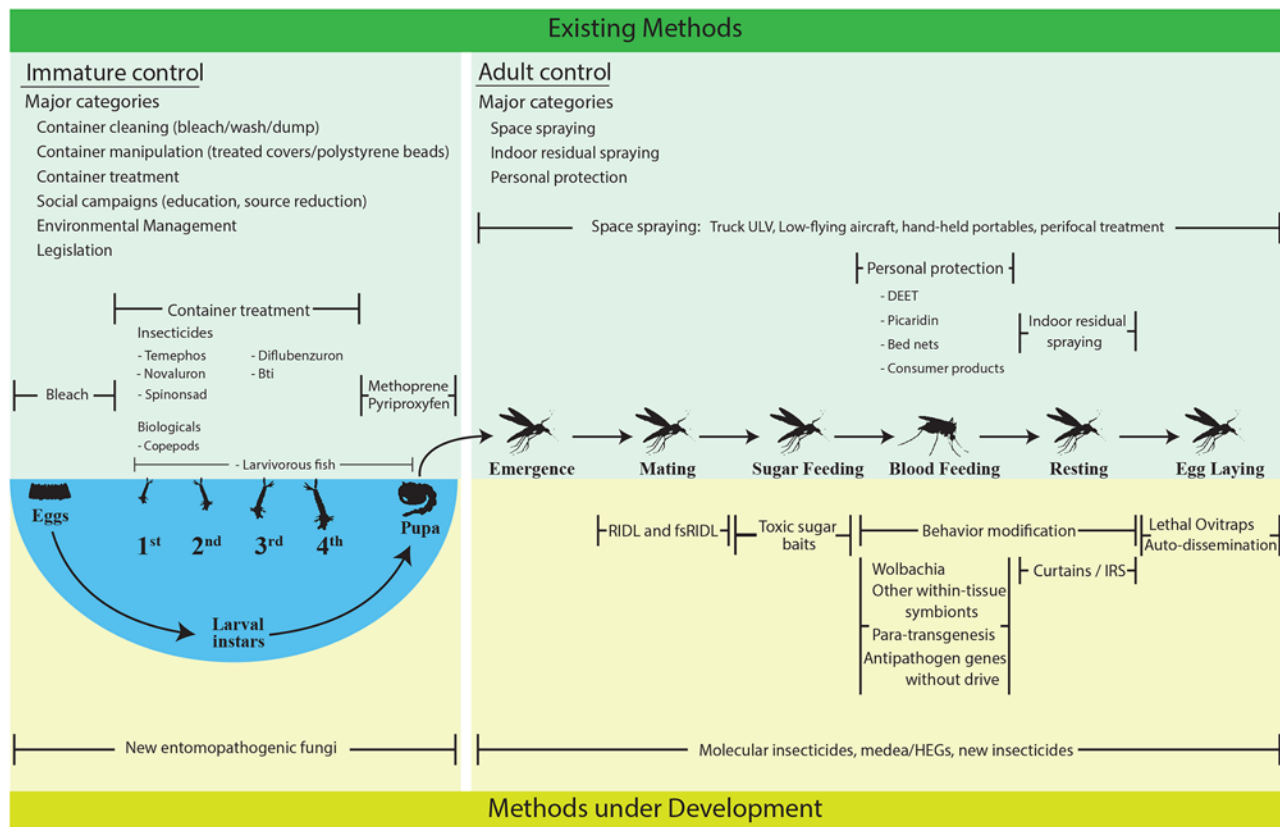 Existing Methods
Immature control
Major categories
Container cleaning (bleach/wash/dump)
Container manipulation (treated covers/polystyrene beads)
Container treatment
Social campaigns (education, source reduction)
Environmental Management
Legislation
Container treatment
Insecticides
- Temephos
- Novaluron
- Spinonsad
- Diflubenzuron
- Bti
Biologicals
- Copepods
- Larvivorous fish
Bleach
Methoprene
Pyriproxyfen
Eggs
1st
2nd
3rd
4th
Pupa
Larval
instars
New entomopathogenic fungi
Adult control
Major categories
Space spraying
Indoor residual spraying
Personal protection
Space spraying: Truck ULV, Low-flying aircraft, hand-held portables, perifocal treatment
Personal protection
- DEET
- Picaridin
- Bed nets
- Consumer products
Indoor residual
spraying
Emergence
Mating
Sugar Feeding
Blood Feeding
Resting
Egg Laying
RIDL and fsRIDL
Toxic sugar
baits
Behavior modification
Lethal Ovitraps
Auto-dissemination
Wolbachia
Other within-tissue
symbionts
Para-transgenesis
Antipathogen genes
without drive
Curtains / IRS
Molecular insecticides, medea/HEGs, new insecticides
Methods under Development